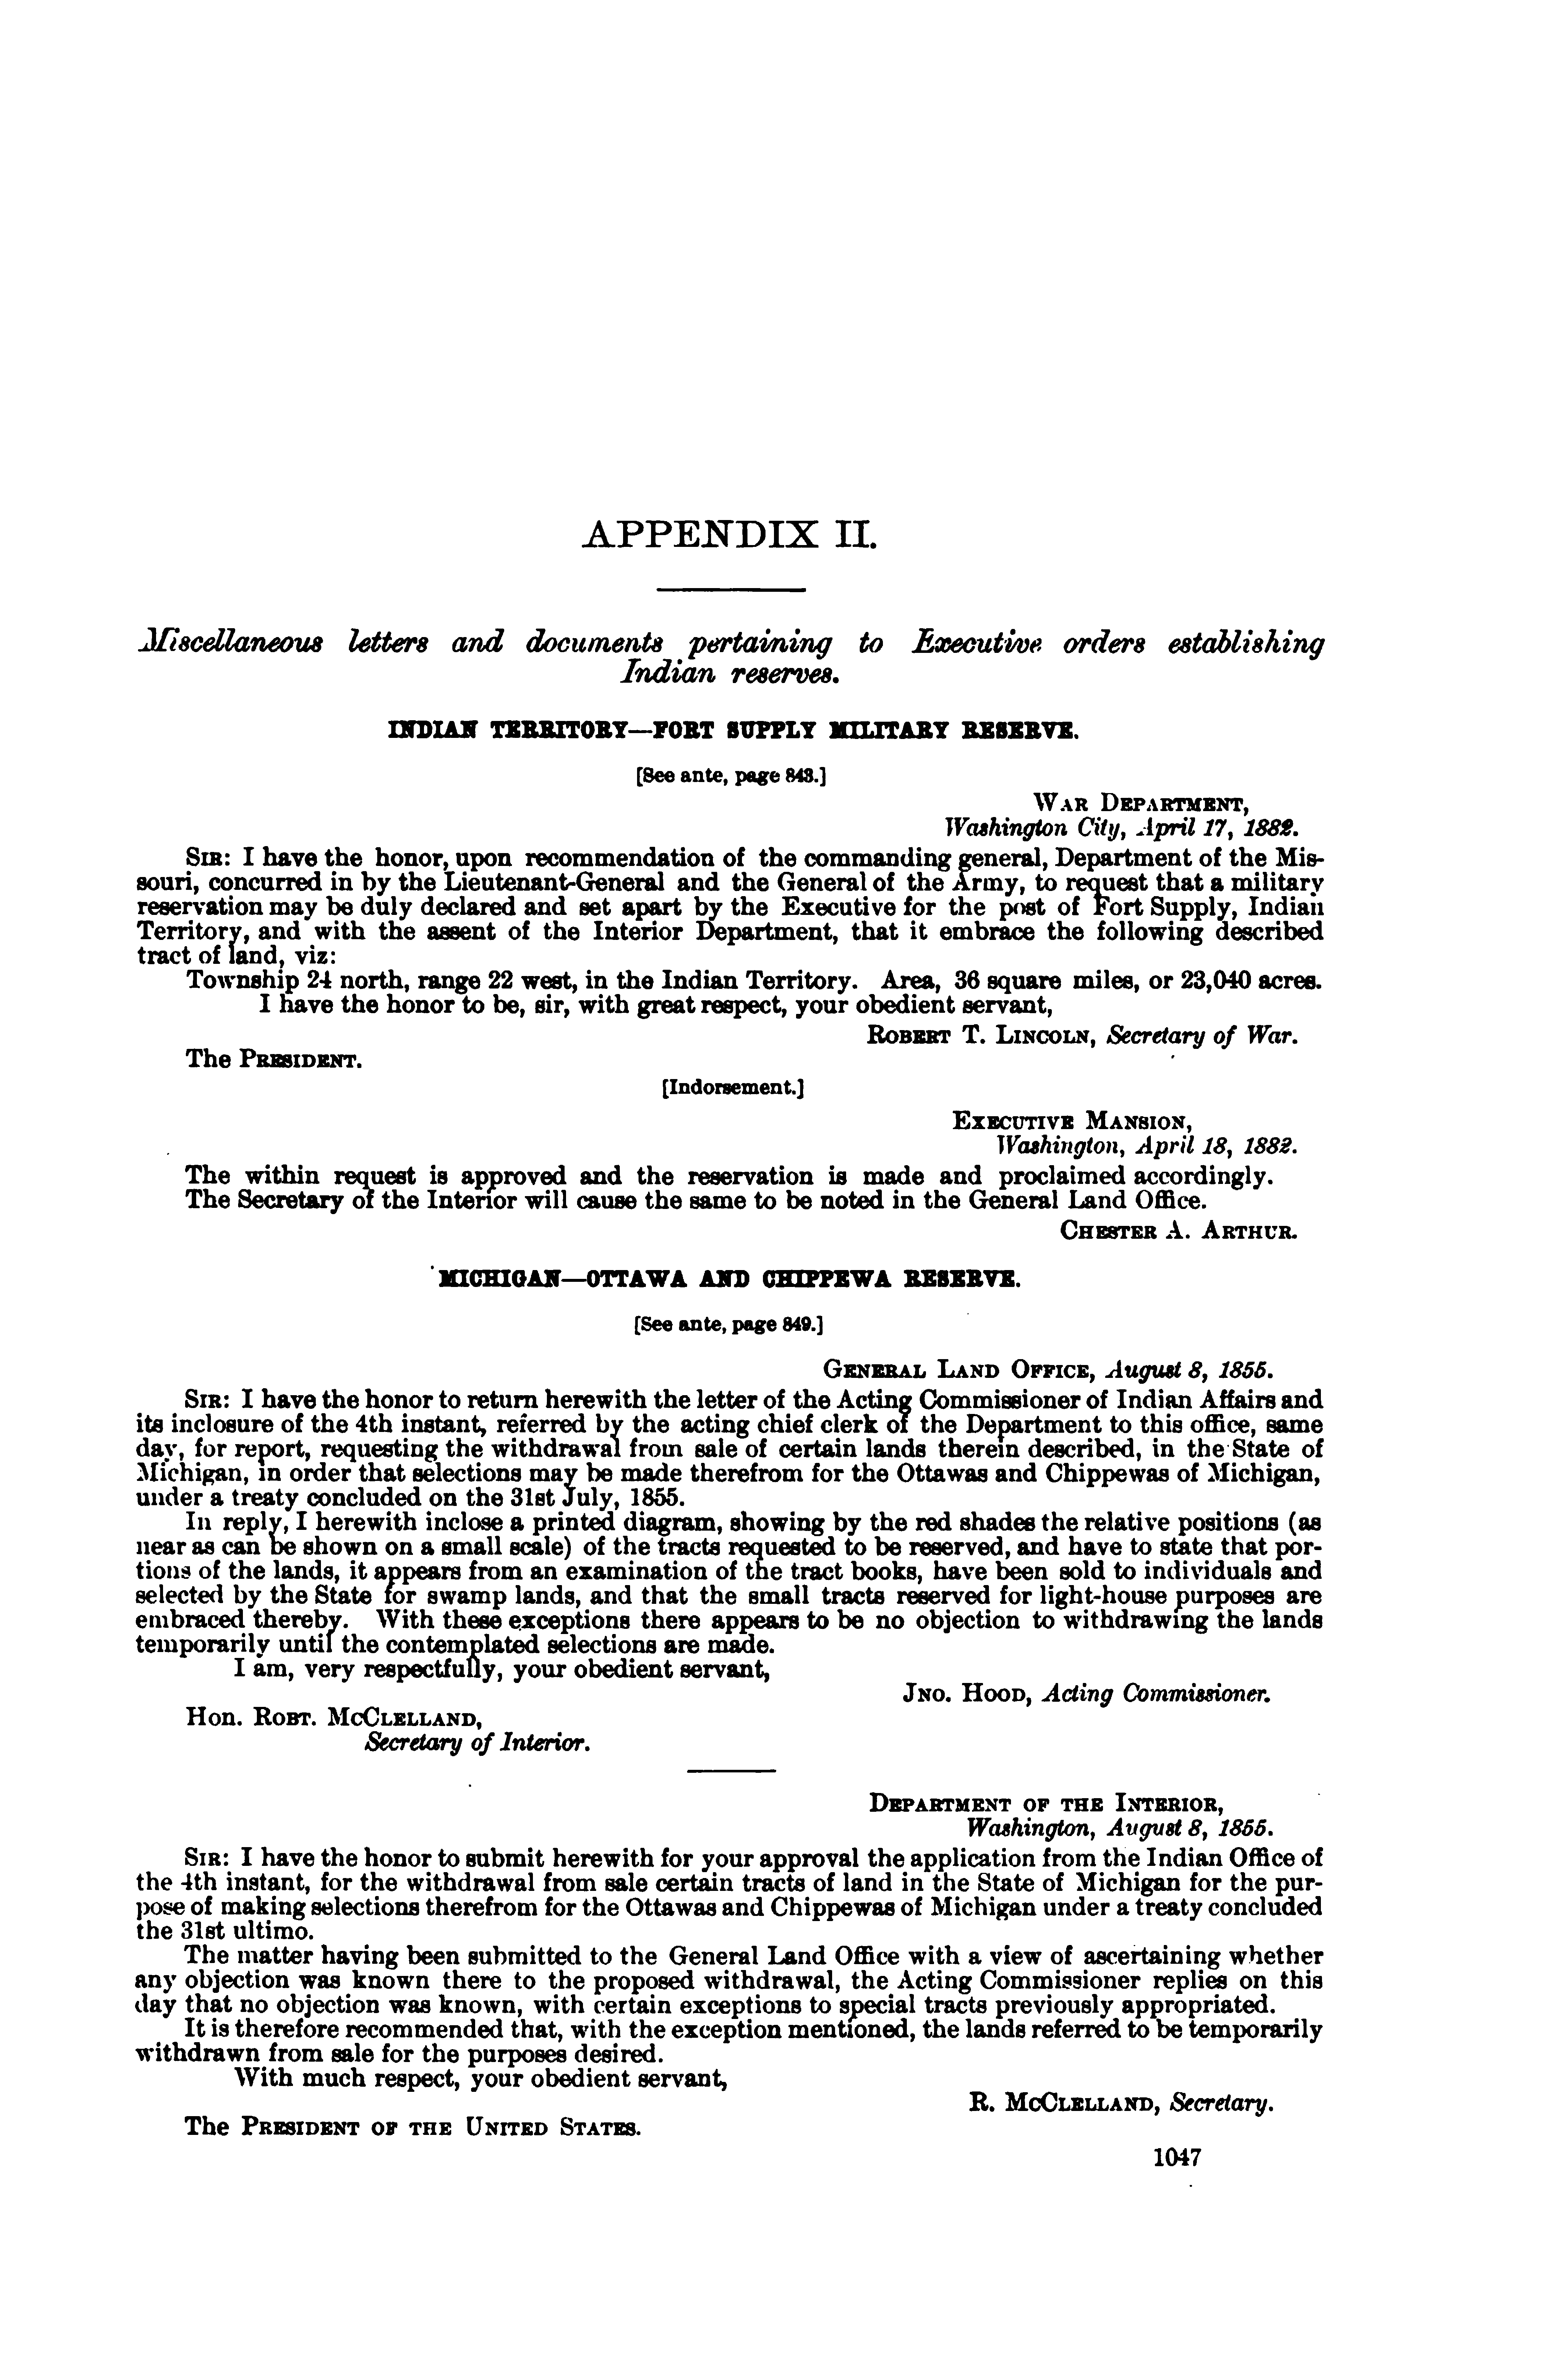 APPENDIX II.
Miscellaneous letters and documents pertaining to Executive orders establishing
Indian reserves.
INDIAN TERRITORY—FORT SUPPLY MILITARY RESERVE.
[See ante, page 843.]
WAR DEPARTMENT,
Washington City, April 17, 1882.
SIR: I have the honor, upon recommendation of the commanding general, Department of the Mis-
souri, concurred in by the Lieutenant-General and the General of the Army, to request that a military
reservation may be duly declared and set apart by the Executive for the post of Fort Supply, Indian
Territory, and with the assent of the Interior Department, that it embrace the following described
tract of land, viz:
Township 24 north, range 22 west, in the Indian Territory. Area, 36 square miles, or 23,040 acres.
I have the honor to be, sir, with great respect, your obedient servant,
ROBERT T. LINCOLN, Secretary of War.
The PRESIDENT.
[Indorsement.]
EXECUTIVE MANSION,
Washington, April 18, 1882.
The within request is approved and the reservation is made and proclaimed accordingly.
The Secretary of the Interior will cause the same to be noted in the General Land Office.
CHESTER A. ARTHUR.
MICHIGAN—OTTAWA AND CHIPPEWA RESERVE.
[See ante, page 849.]
GENERAL LAND OFFICE, August 8, 1855.
SIR: I have the honor to return herewith the letter of the Acting Commissioner of Indian Affairs and
its inclosure of the 4th instant, referred by the acting chief clerk of the Department to this office, same
day, for report, requesting the withdrawal from sale of certain lands therein described, in the State of
Michigan, in order that selections may be made therefrom for the Ottawas and Chippewas of Michigan,
under a treaty concluded on the 31st July, 1855.
In reply, I herewith inclose a printed diagram, showing by the red shades the relative positions (as
near as can be shown on a small scale) of the tracts requested to be reserved, and have to state that por-
tions of the lands, it appears from an examination of the tract books, have been sold to individuals and
selected by the State for swamp lands, and that the small tracts reserved for light-house purposes are
embraced thereby. With these exceptions there appears to be no objection to withdrawing the lands
temporarily until the contemplated selections are made.
I am, very respectfully, your obedient servant,
JNO. HOOD, Acting Commissioner.
Hon. ROBT. MCCLELLAND,
Secretary of Interior.
DEPARTMENT OF THE INTERIOR,
Washington, August 8, 1855.
SIR: I have the honor to submit herewith for your approval the application from the Indian Office of
the 4th instant, for the withdrawal from sale certain tracts of land in the State of Michigan for the pur-
pose of making selections therefrom for the Ottawas and Chippewas of Michigan under a treaty concluded
the 31st ultimo.
The matter having been submitted to the General Land Office with a view of ascertaining whether
any objection was known there to the proposed withdrawal, the Acting Commissioner replies on this
day that no objection was known, with certain exceptions to special tracts previously appropriated.
It is therefore recommended that, with the exception mentioned, the lands referred to be temporarily
withdrawn from sale for the purposes desired.
With much respect, your obedient servant,
R. MCCLELLAND, Secretary.
The PRESIDENT OF THE UNITED STATES.
1047